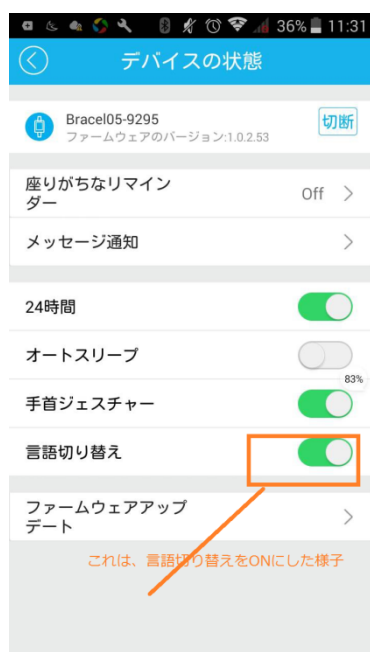 36% 11:31
デバイスの状態
Bracel05-9295
ファームウェアのバージョン:1.0.2.53
切断
座りがちなリマイン
ダー
Off
メッセージ通知
24時間
オートスリープ
83%
手首ジェスチャー
言語切り替え
ファームウェアアップ
デート
これは、言語切り替えをONにした様子